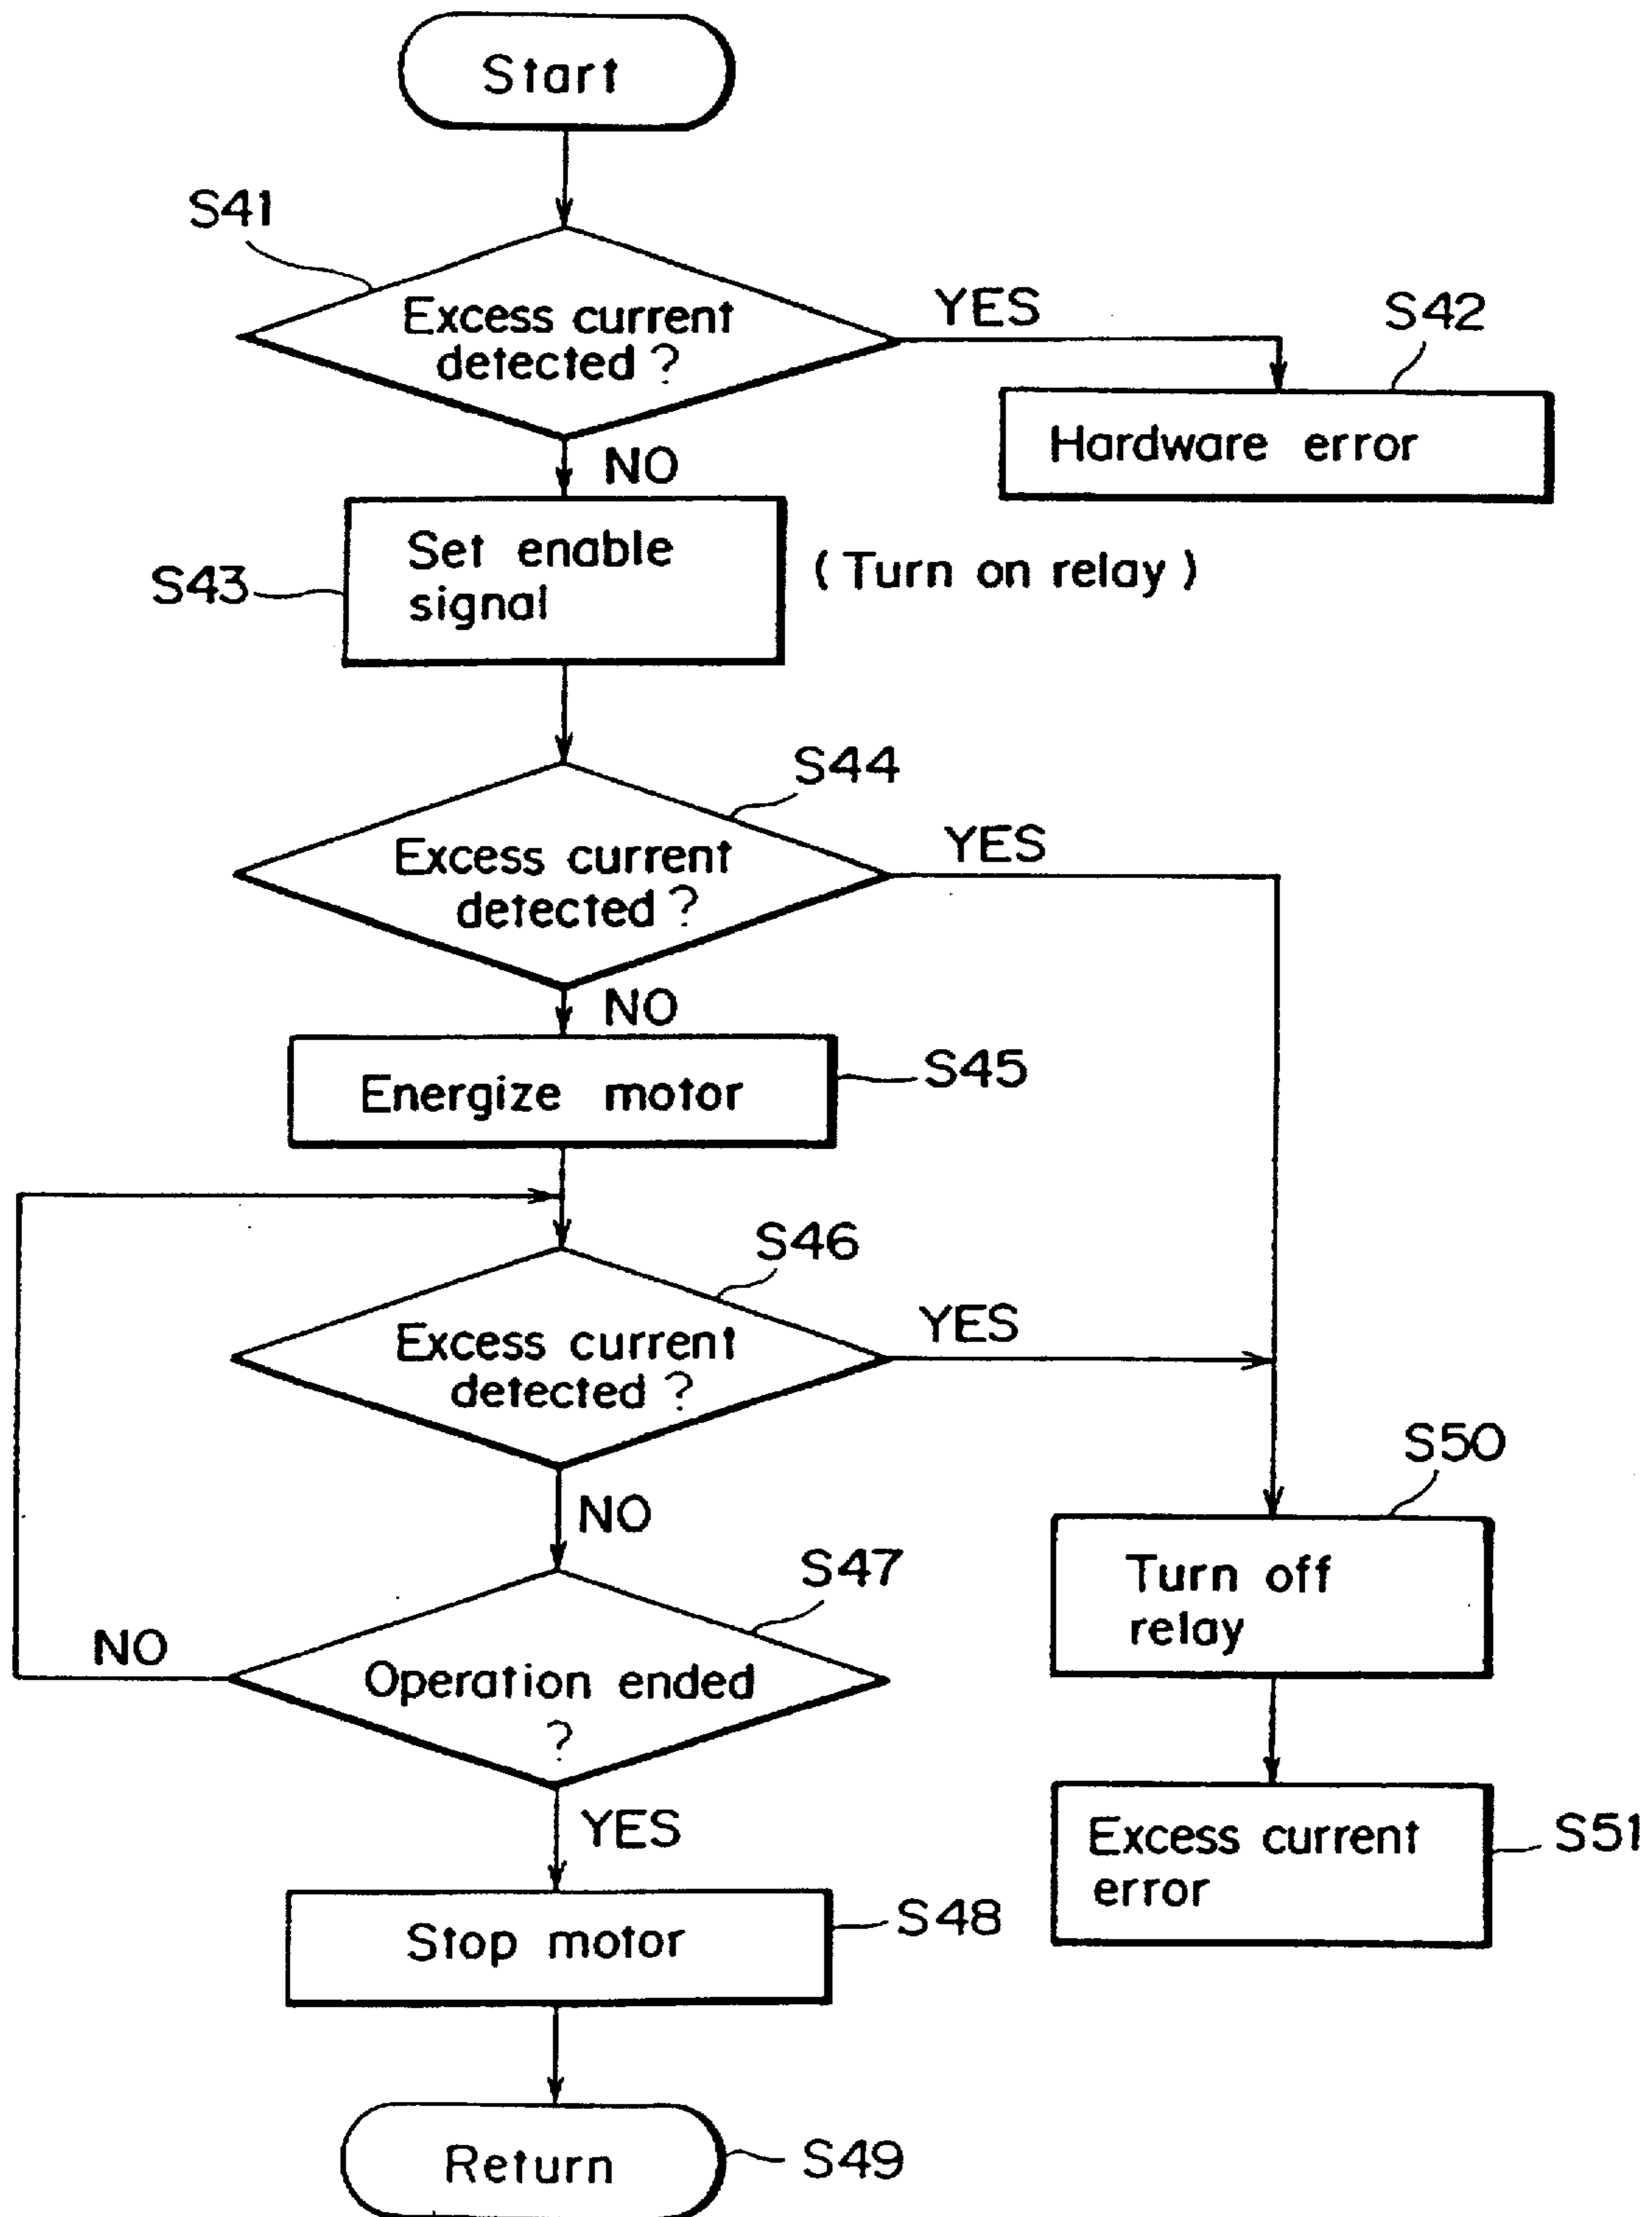 Start
S41
Excess current
detected ?
YES
S42
Hardware error
NO
S43
Set enable
signal
(Turn on relay)
S44
Excess current
detected ?
YES
NO
Energize motor
S45
S46
Excess current
detected ?
YES
NO
S50
Turn off
relay
S47
Operation ended
?
NO
YES
Excess current
error
S51
Stop motor
S48
Return
S49